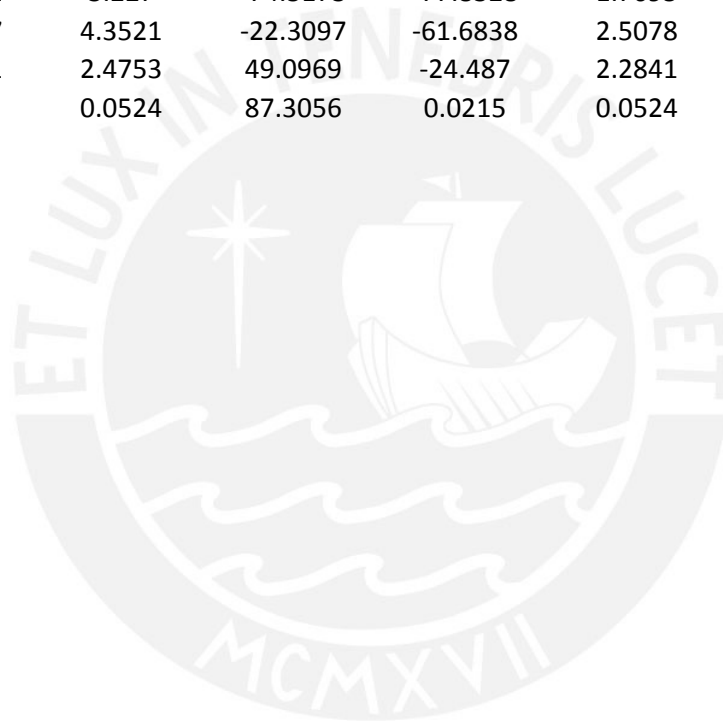 4.3521 -22.3097 -61.6838 2.5078
2.4753 49.0969 -24.487 2.2841
0.0524 87.3056 0.0215 0.0524
ET LUX IN TENEBRIS LUCET
MCMXVII